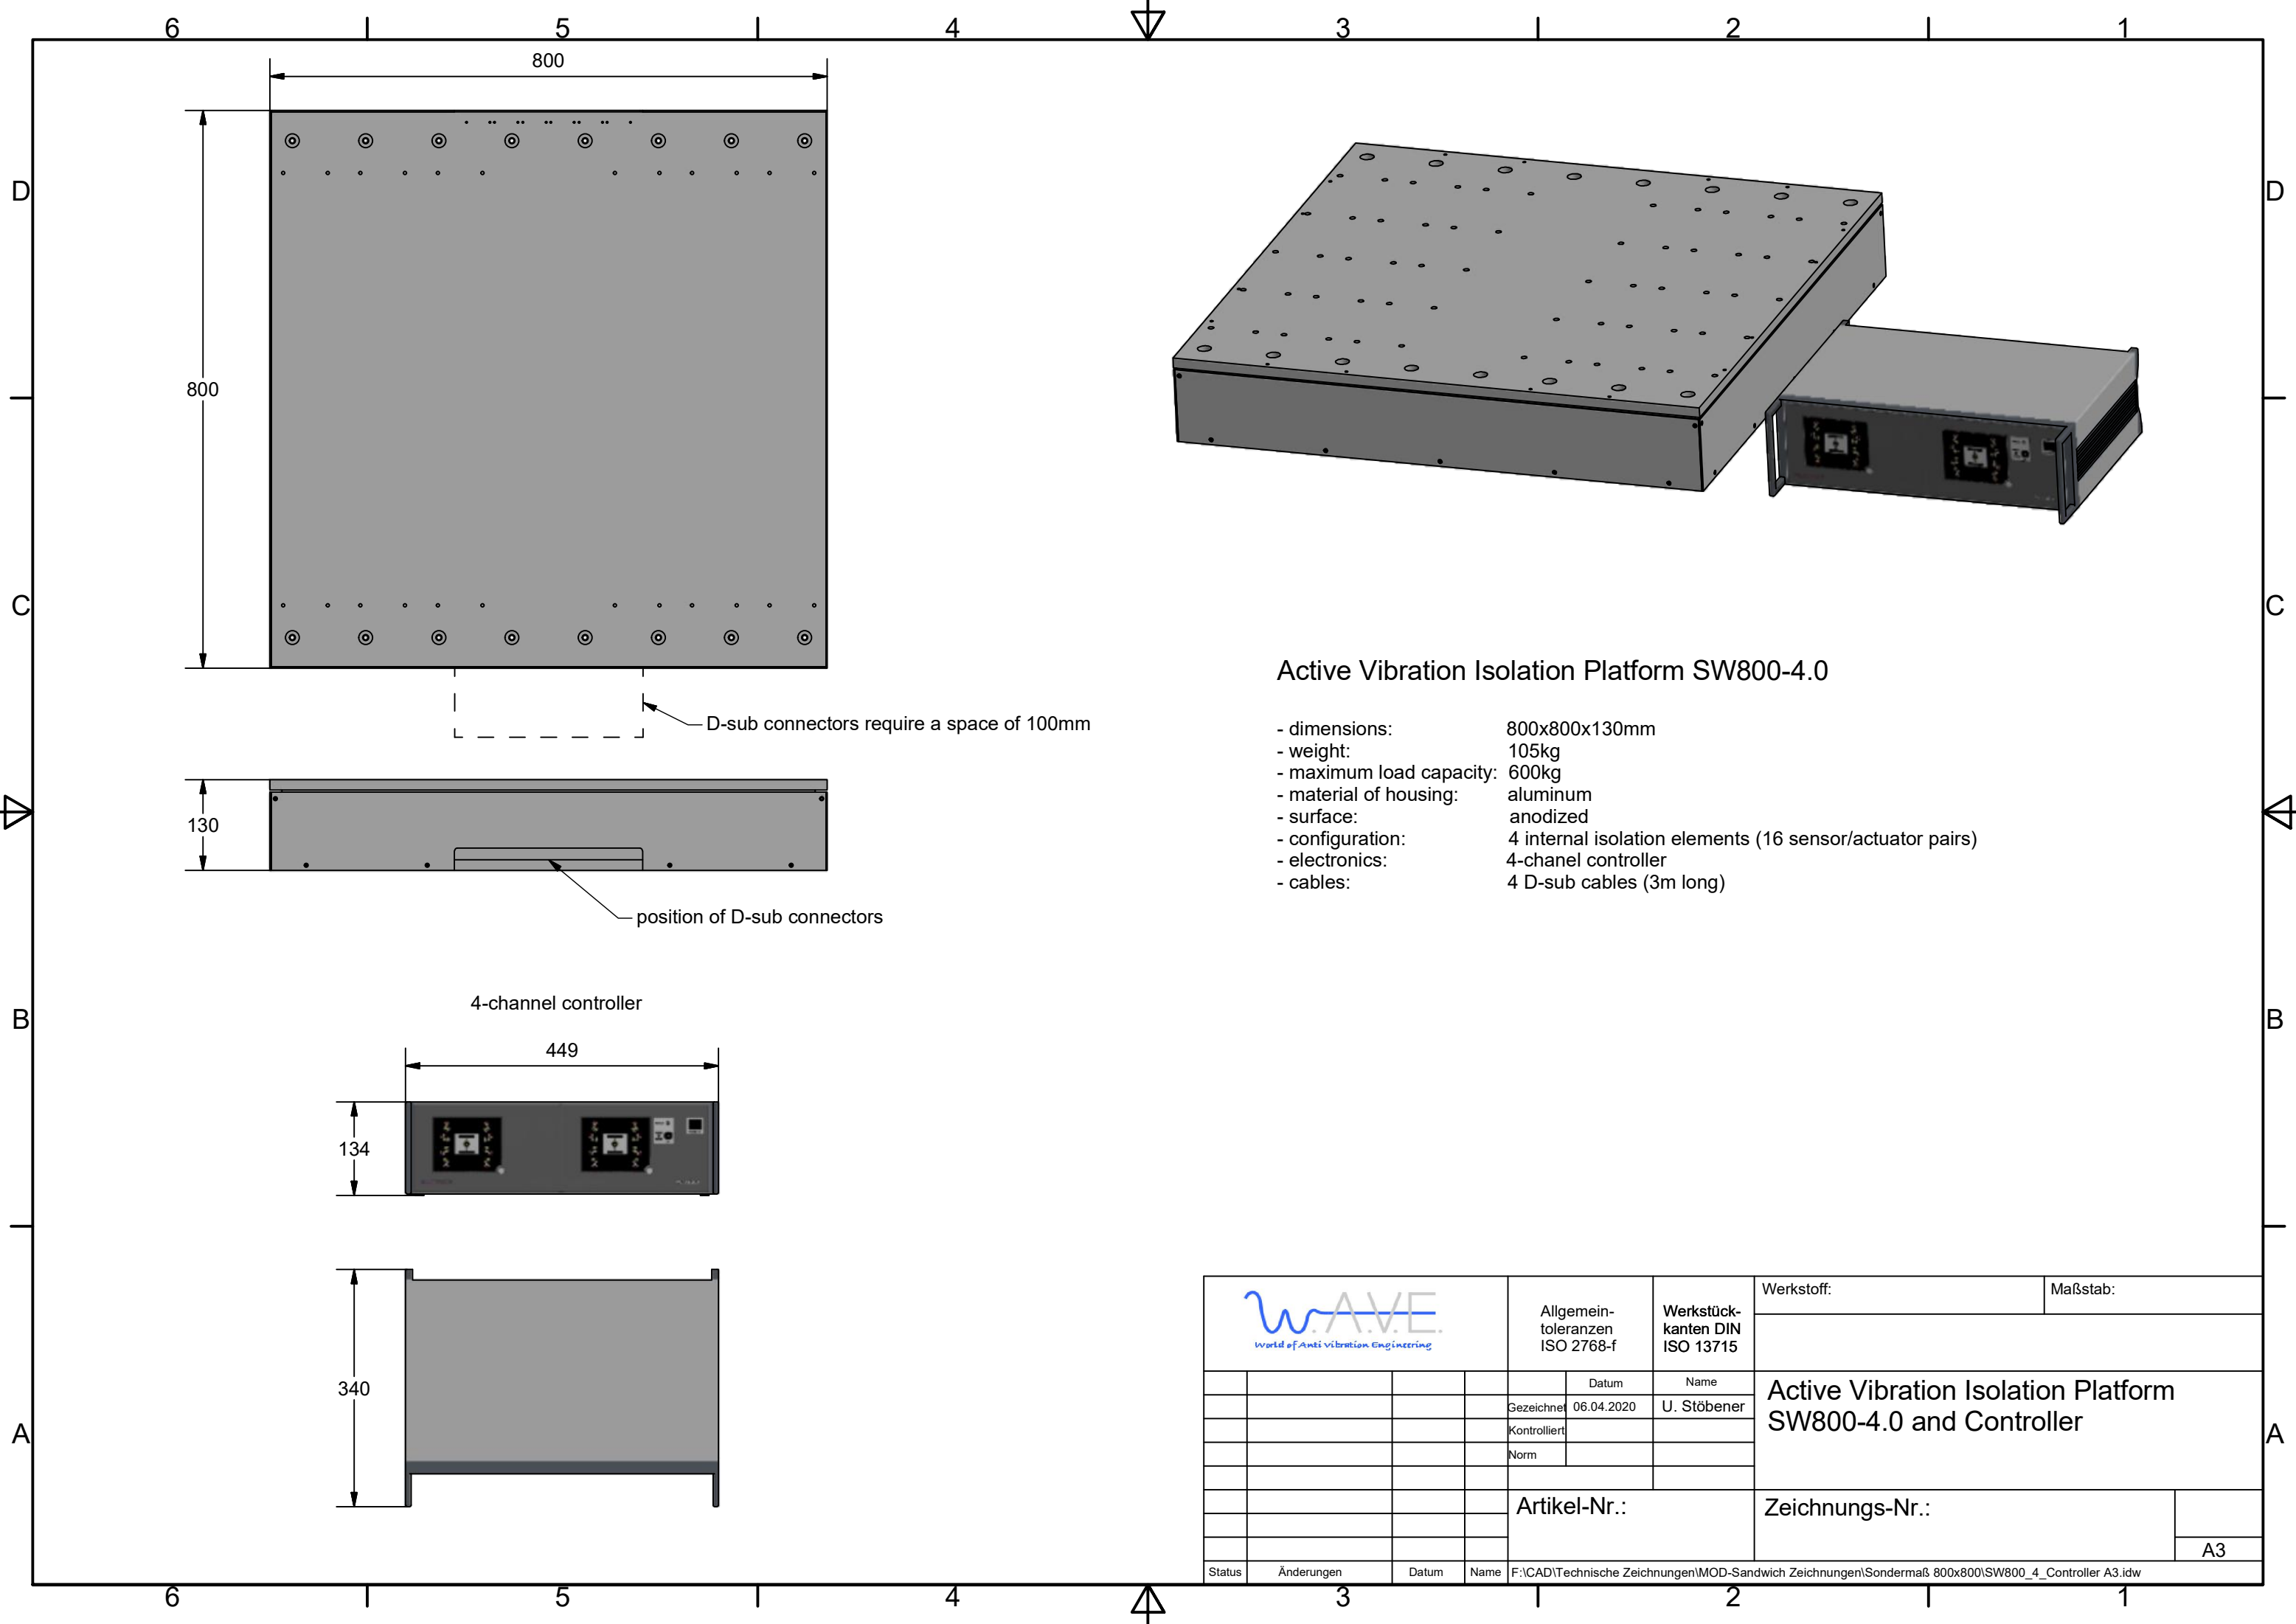 6 5 4 3 2 1
D
C
B
A
D
C
B
A
800
800
D-sub connectors require a space of 100mm
130
position of D-sub connectors
4-channel controller
449
134
340
Active Vibration Isolation Platform SW800-4.0
- dimensions: 800x800x130mm
- weight: 105kg
- maximum load capacity: 600kg
- material of housing: aluminum
- surface: anodized
- configuration: 4 internal isolation elements (16 sensor/actuator pairs)
- electronics: 4-chanel controller
- cables: 4 D-sub cables (3m long)
W.A.V.E.
World of Anti Vibration Engineering
Allgemein-
toleranzen
ISO 2768-f
Werkstück-
kanten DIN
ISO 13715
Werkstoff:
Maßstab:
Datum Name
Gezeichnet 06.04.2020 U. Stöbener
Kontrolliert
Norm
Active Vibration Isolation Platform
SW800-4.0 and Controller
Artikel-Nr.:
Zeichnungs-Nr.:
A3
Status Änderungen Datum Name F:\CAD\Technische Zeichnungen\MOD-Sandwich Zeichnungen\Sondermaß 800x800\SW800_4_Controller A3.idw
6 5 4 3 2 1